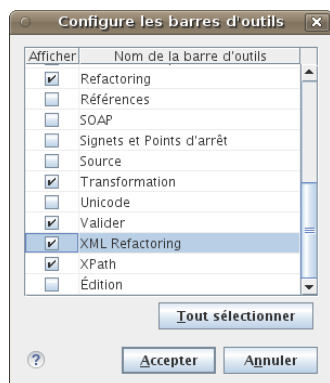 Configure les barres d'outils
Afficher Nom de la barre d'outils
Refactoring
Références
SOAP
Signets et Points d'arrêt
Source
Transformation
Unicode
Valider
XML Refactoring
XPath
Édition
Tout sélectionner
? Accepter Annuler